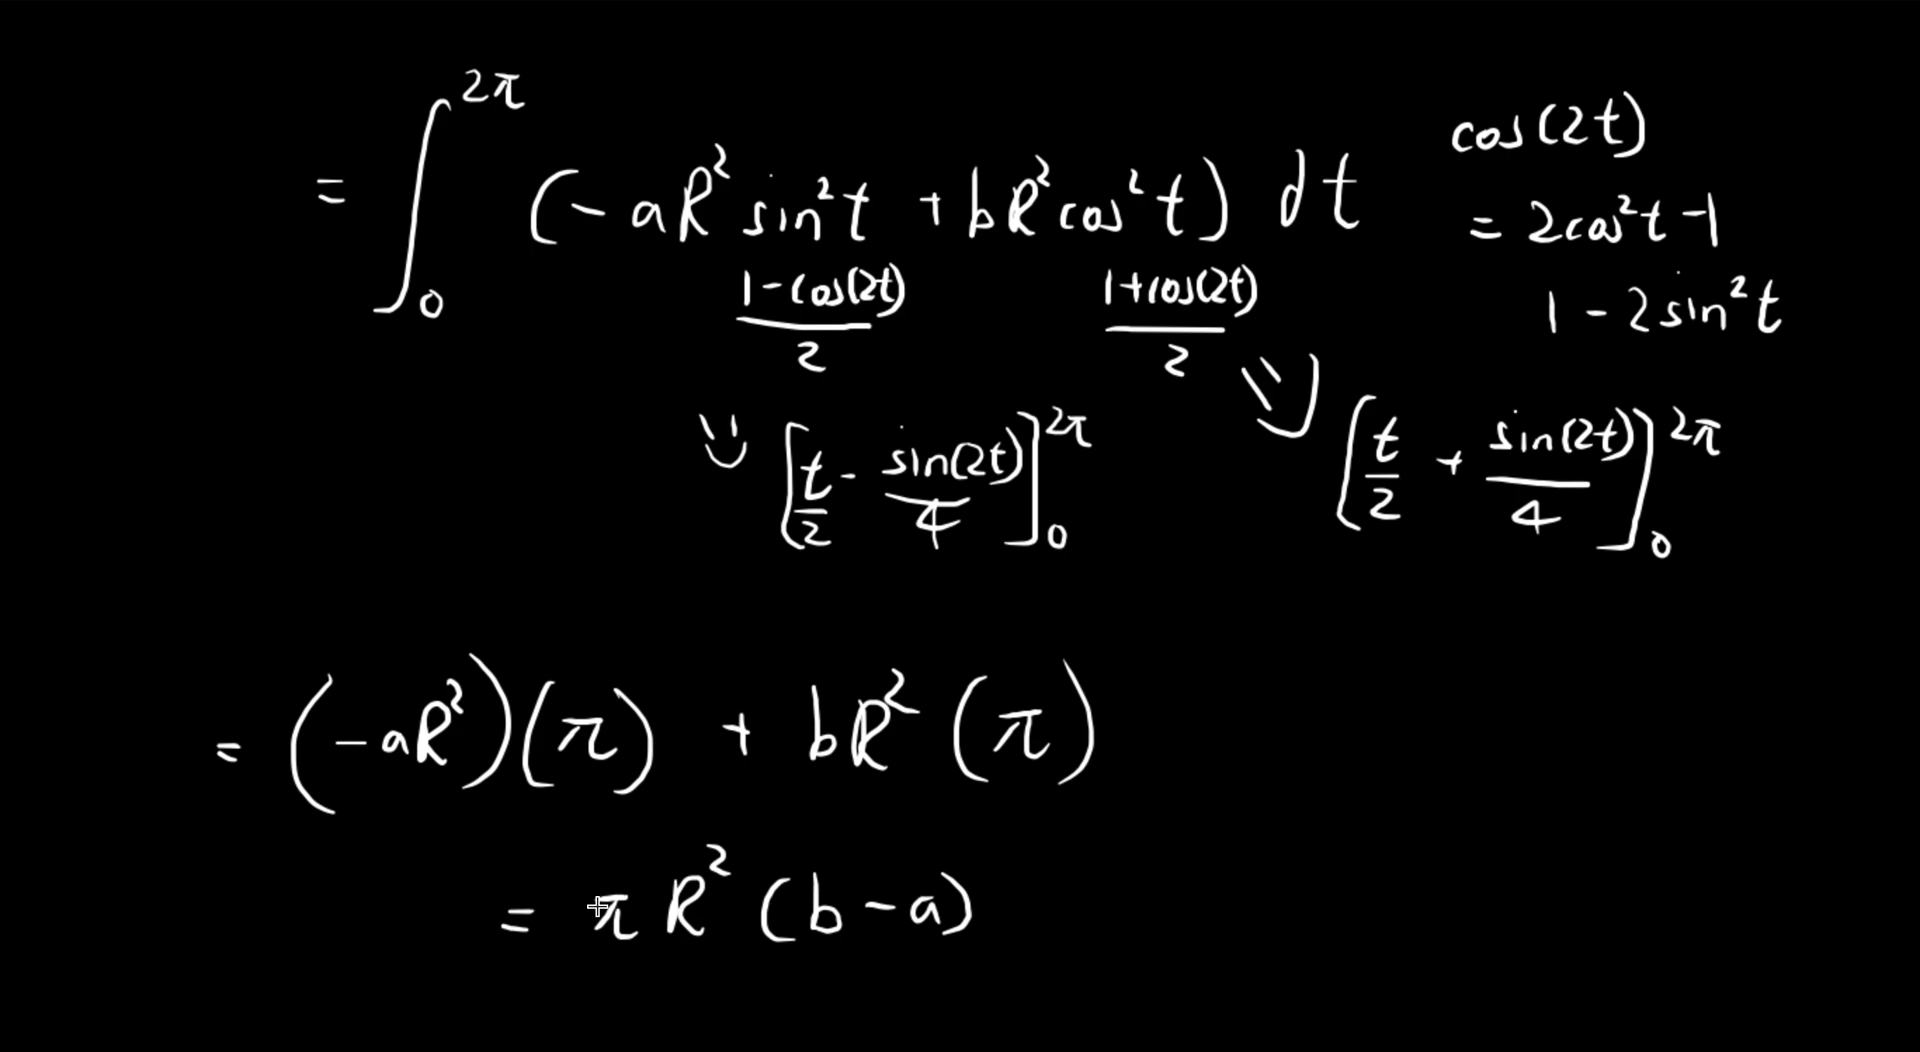 = ∫₀^{2π} (-aR² sin²t + bR² cos²t) dt
cos(2t)
= 2cos²t - 1
1 - 2sin²t
(1 - cos(2t))/2
(1 + cos(2t))/2
[t/2 - sin(2t)/4]₀^{2π}
[t/2 + sin(2t)/4]₀^{2π}
= (-aR²)(π) + bR²(π)
= πR²(b - a)